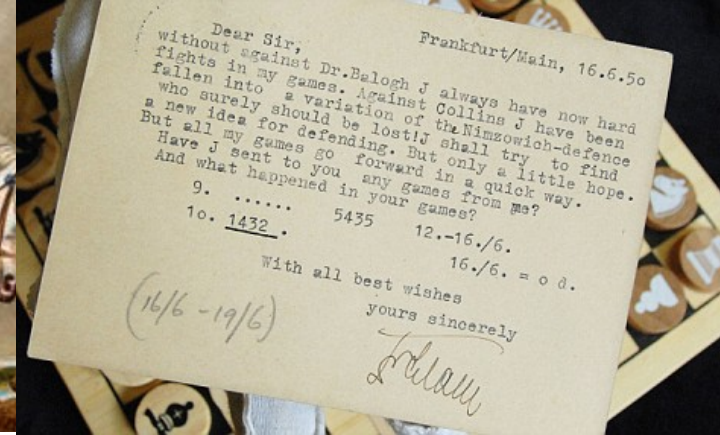 Frankfurt/Main, 16.6.5o
Dear Sir,
without against Dr.Balogh J always have now hard
fights in my games. Against Collins J have been
fallen into a variation of the Nimzowich-defence
who surely should be lost!J shall try to find
a new idea for defending. But only a little hope.
But all my games go forward in a quick way.
Have J sent to you any games from me?
And what happened in your games?
9. ...... 5435 12.-16./6.
1o. 1432 . 16./6. = o d.
With all best wishes
yours sincerely
(16/6 -19/6)